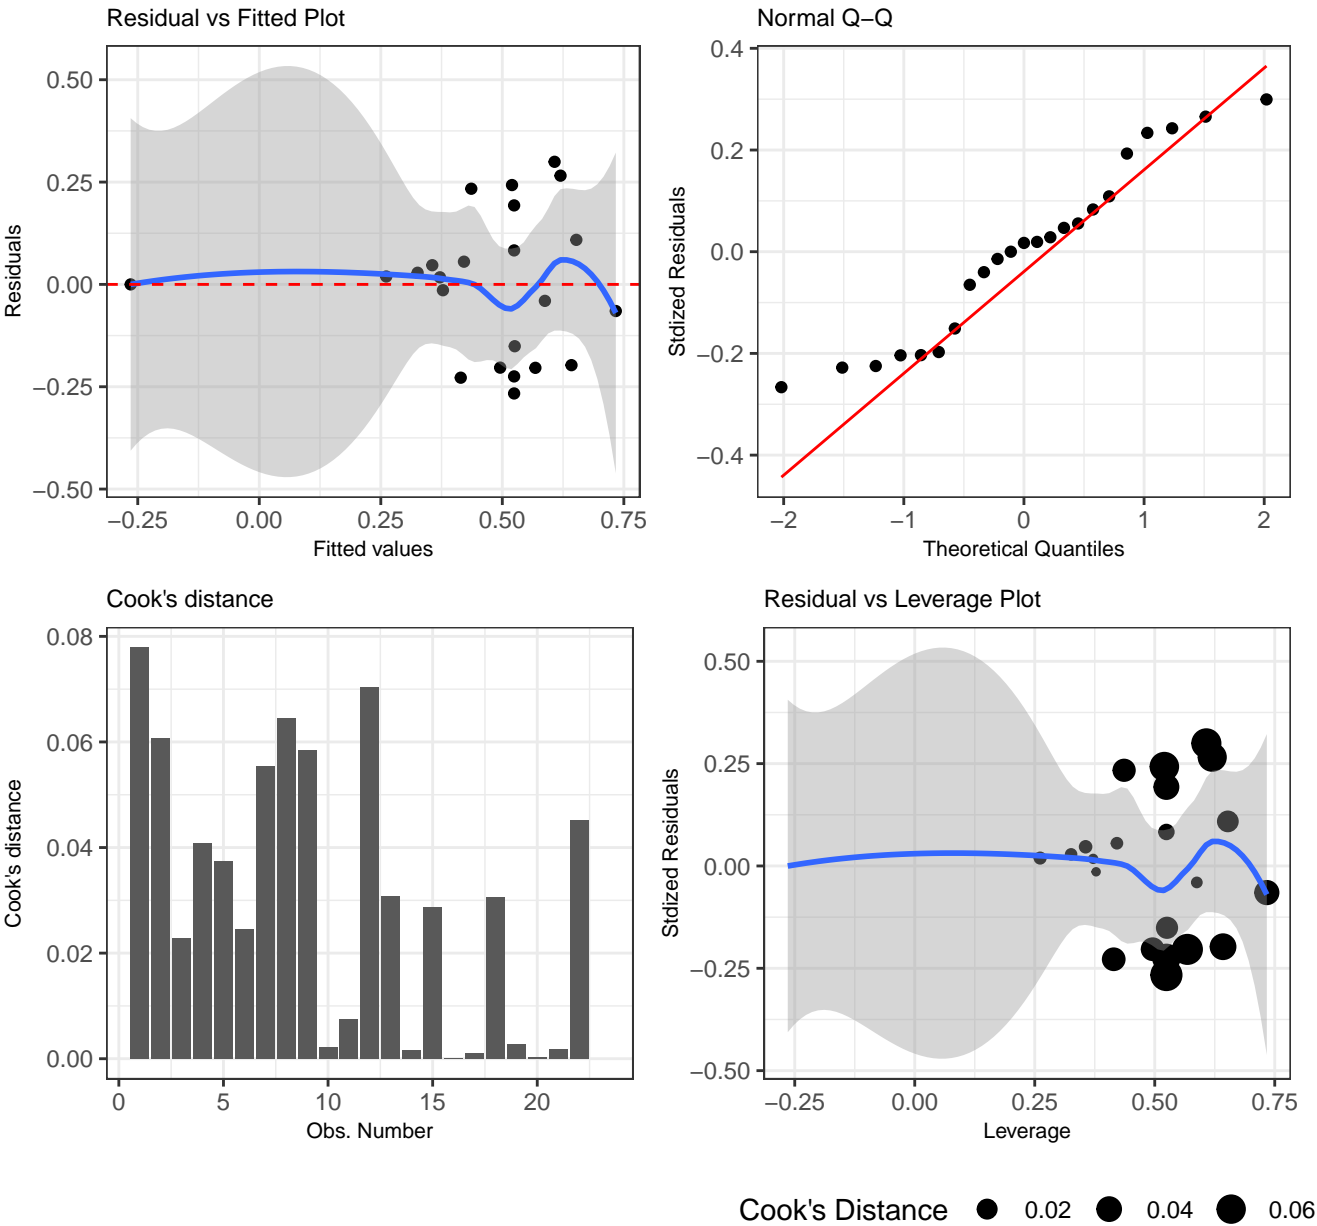 Residual vs Fitted Plot
Residuals
0.50
0.25
0.00
−0.25
−0.50
−0.25 0.00 0.25 0.50 0.75
Fitted values
Normal Q−Q
Stdized Residuals
0.4
0.2
0.0
−0.2
−0.4
−2 −1 0 1 2
Theoretical Quantiles
Cook's distance
Cook's distance
0.08
0.06
0.04
0.02
0.00
0 5 10 15 20
Obs. Number
Residual vs Leverage Plot
Stdized Residuals
0.50
0.25
0.00
−0.25
−0.50
−0.25 0.00 0.25 0.50 0.75
Leverage
Cook's Distance 0.02 0.04 0.06